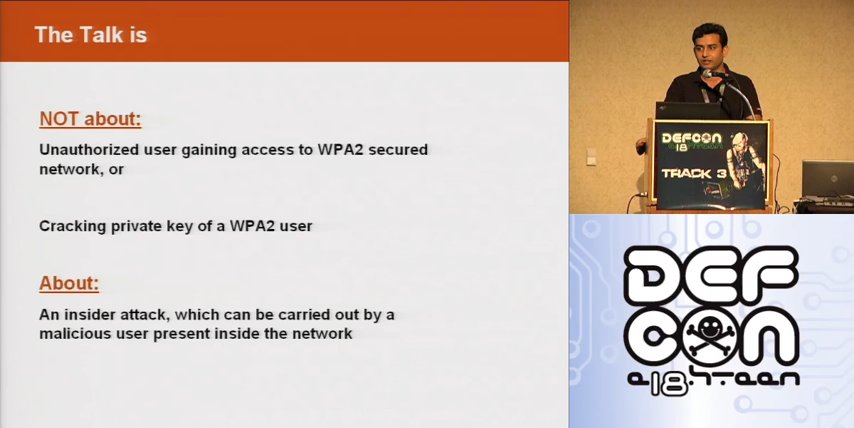 The Talk is
NOT about:
Unauthorized user gaining access to WPA2 secured
network, or
Cracking private key of a WPA2 user
About:
An insider attack, which can be carried out by a
malicious user present inside the network
DEFCON
18
TRACK 3
DEF
CON
18